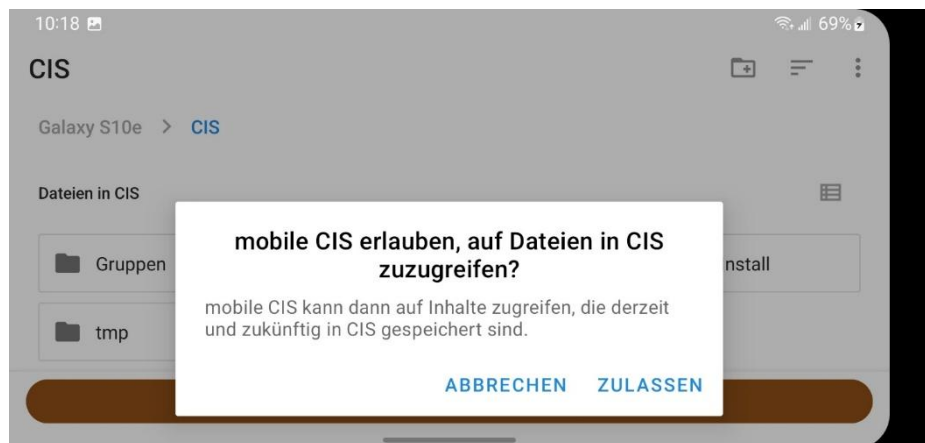 10:18
69%
CIS
Galaxy S10e > CIS
Dateien in CIS
Gruppen
nstall
tmp
mobile CIS erlauben, auf Dateien in CIS
zuzugreifen?
mobile CIS kann dann auf Inhalte zugreifen, die derzeit
und zukünftig in CIS gespeichert sind.
ABBRECHEN ZULASSEN